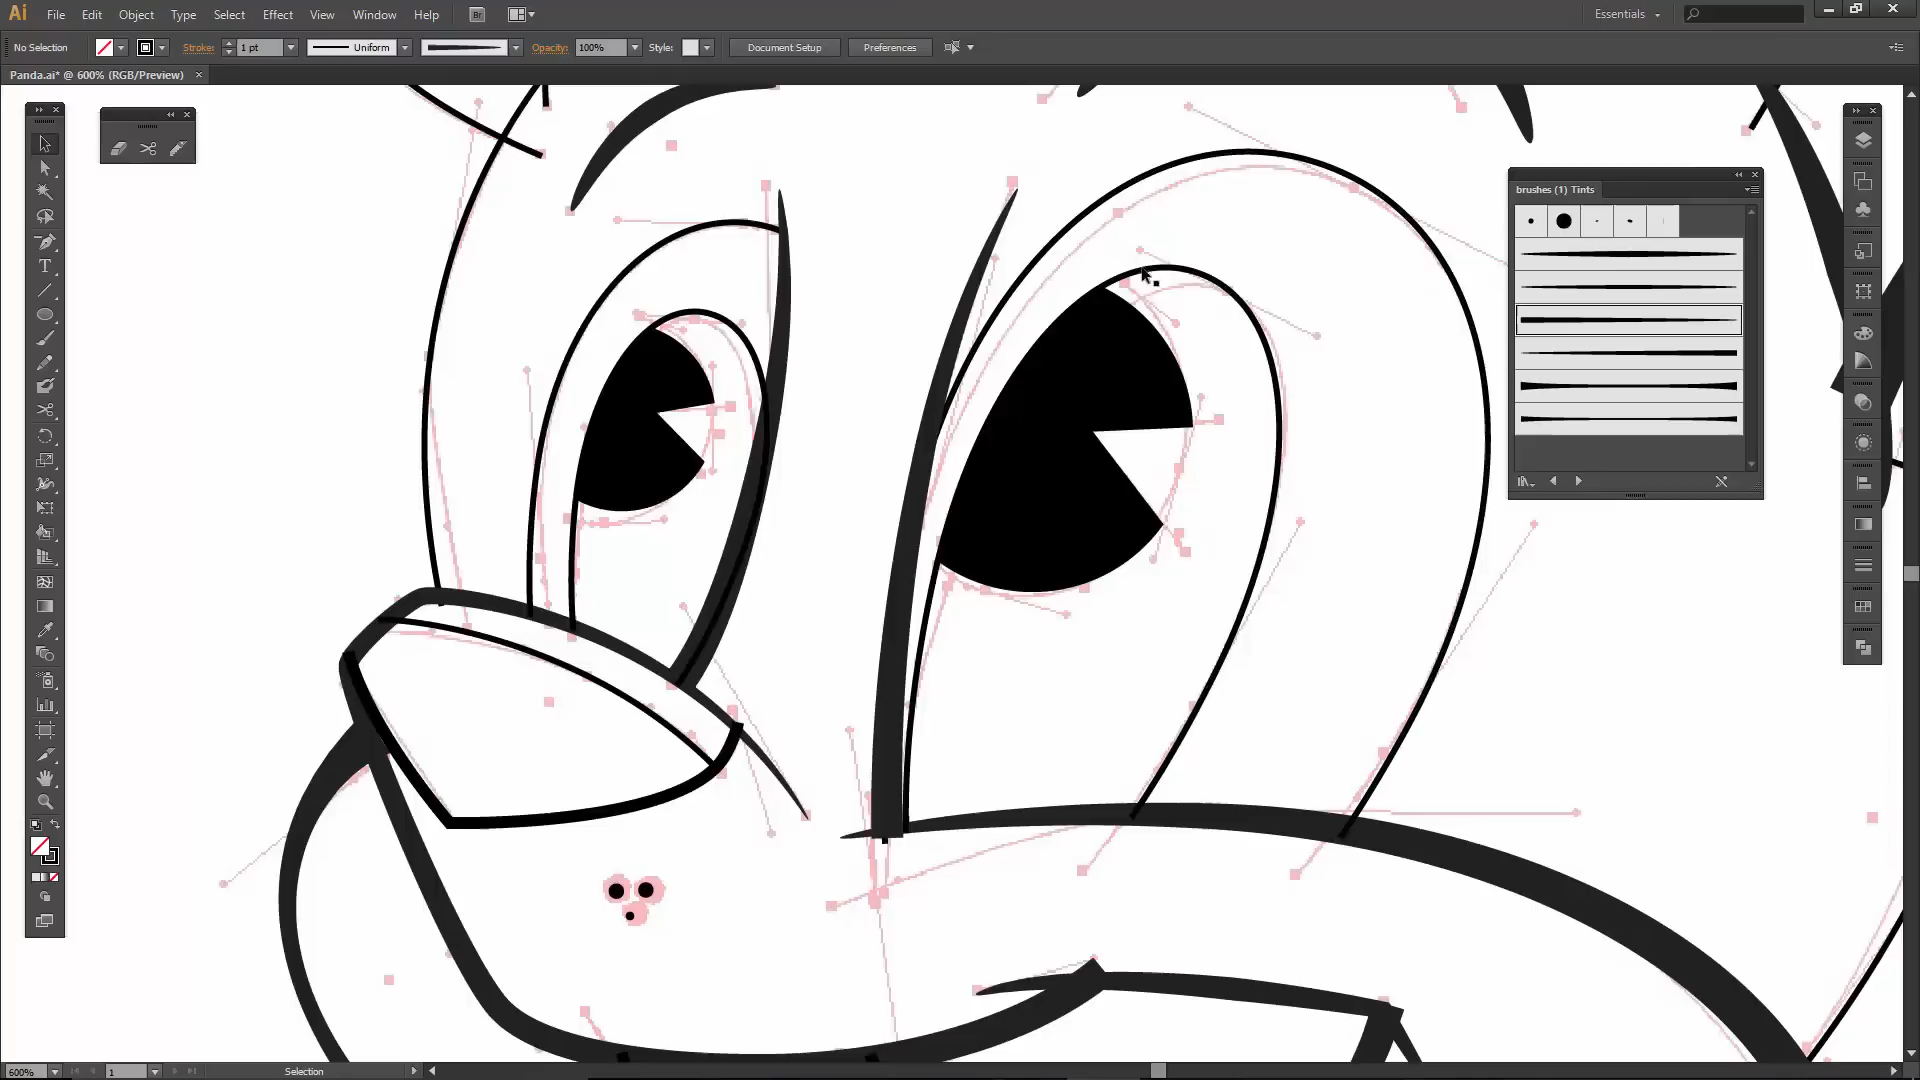 Ai File Edit Object Type Select Effect View Window Help Br Essentials
No Selection Stroke: 1 pt Uniform Opacity: 100% Style: Document Setup Preferences
Panda.ai* @ 600% (RGB/Preview) ×
brushes (1) Tints
T
600% 1 Selection